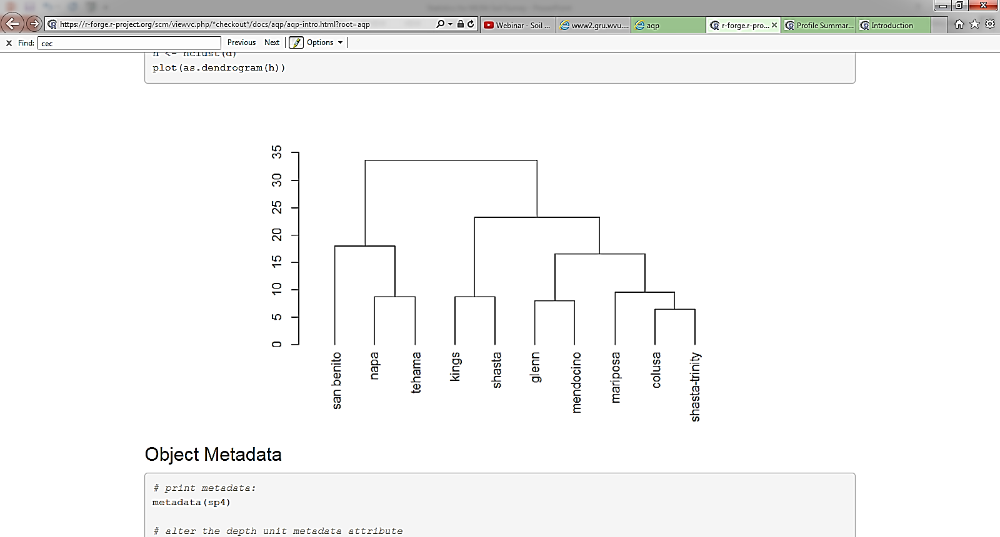 https://r-forge.r-project.org/scm/viewvc.php/*checkout*/docs/aqp/aqp-intro.html?root=aqp
Webinar - Soil ...
www2.gru.wvu....
aqp
r-forge.r-pro...
Profile Summar...
Introduction
x Find: cec Previous Next Options
h <- hclust(d)
plot(as.dendrogram(h))
35
30
25
20
15
10
5
0
san benito
napa
tehama
kings
shasta
glenn
mendocino
mariposa
colusa
shasta-trinity
Object Metadata
# print metadata:
metadata(sp4)
# alter the depth unit metadata attribute